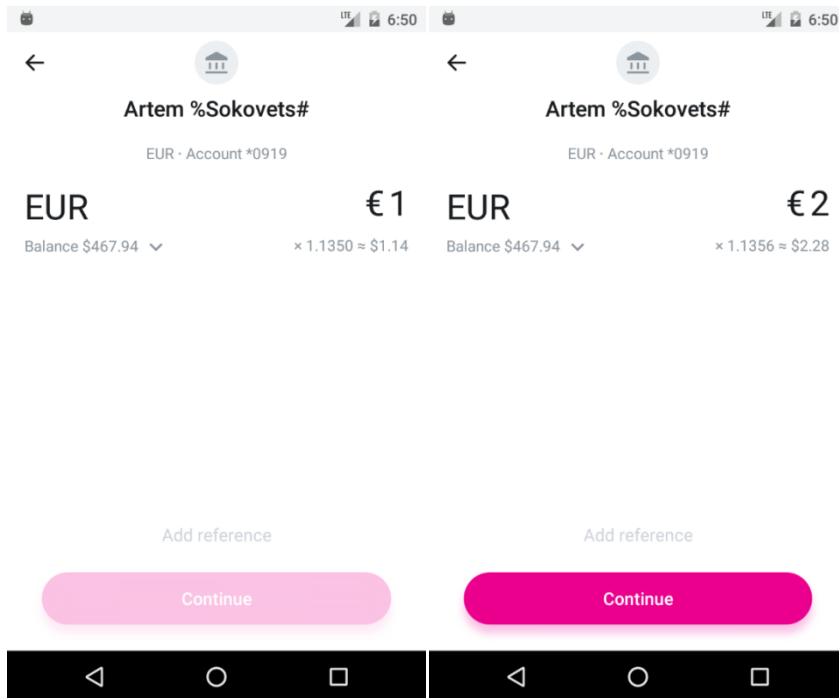 LTE 6:50
Artem %Sokovets#
EUR · Account *0919
EUR €1
Balance $467.94 × 1.1350 ≈ $1.14
Add reference
Continue
LTE 6:50
Artem %Sokovets#
EUR · Account *0919
EUR €2
Balance $467.94 × 1.1356 ≈ $2.28
Add reference
Continue